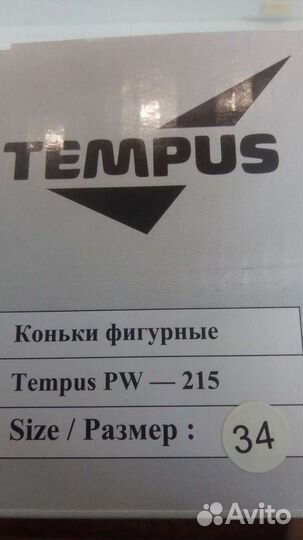 TEMPUS
Коньки фигурные
Tempus PW — 215
Size / Размер : 34
Avito